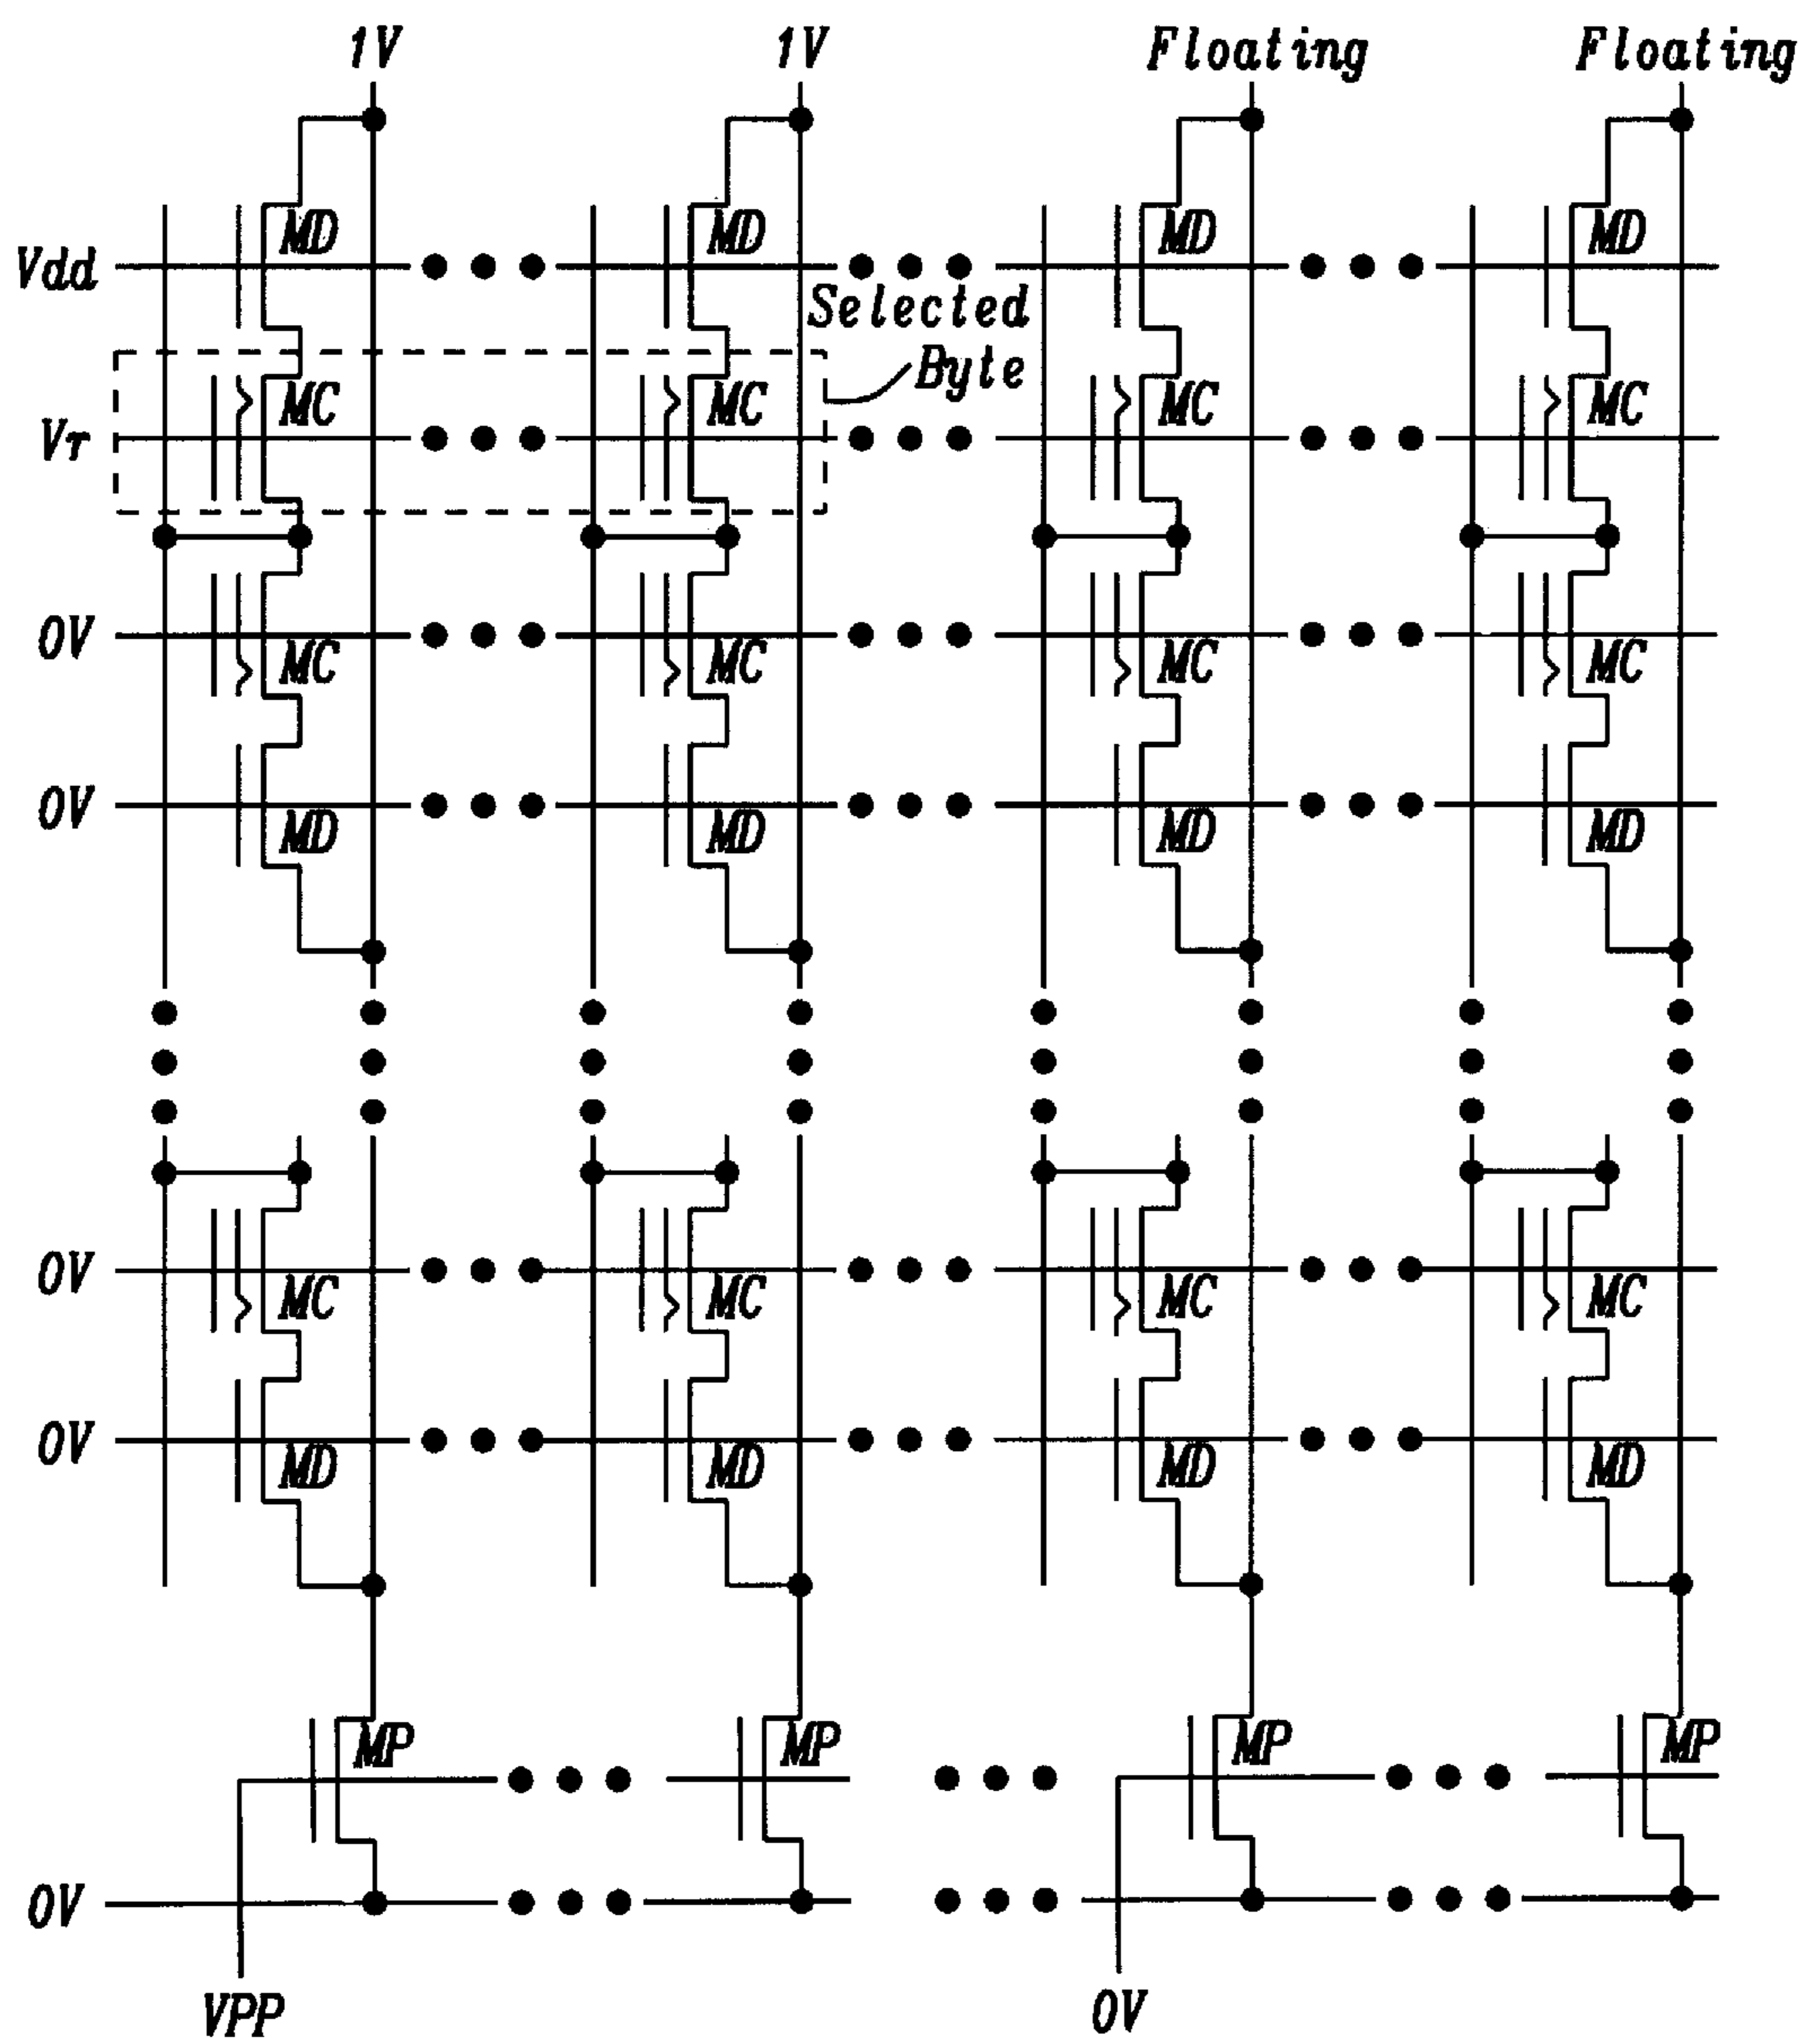 1V 1V Floating Floating
Vdd MD MD MD MD
Selected
Byte
Vr MC MC MC MC
0V MC MC MC MC
0V MD MD MD MD
0V MC MC MC MC
0V MD MD MD MD
MP MP MP MP
0V
VPP 0V